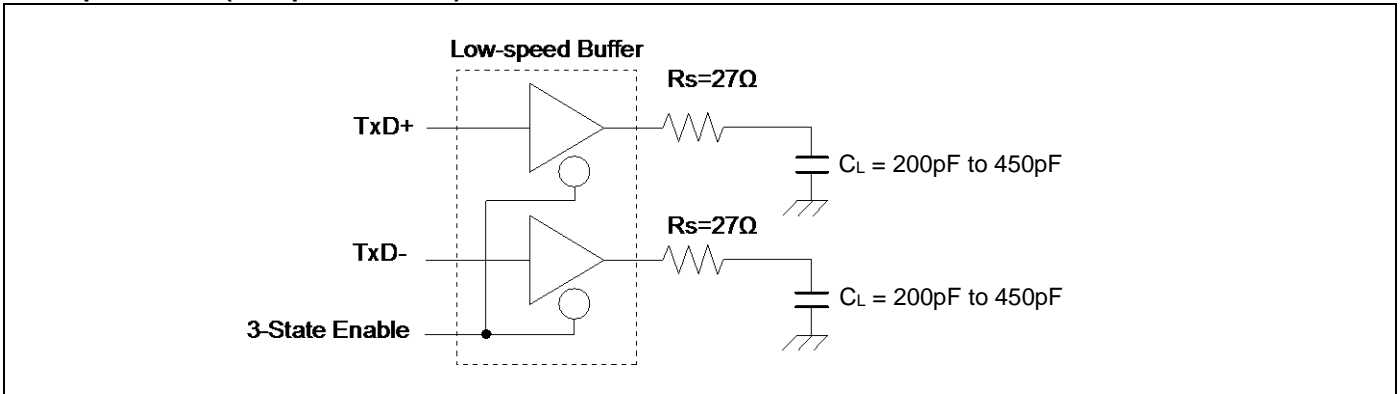 Low-speed Buffer
Rs=27Ω
TxD+
CL = 200pF to 450pF
Rs=27Ω
TxD-
CL = 200pF to 450pF
3-State Enable